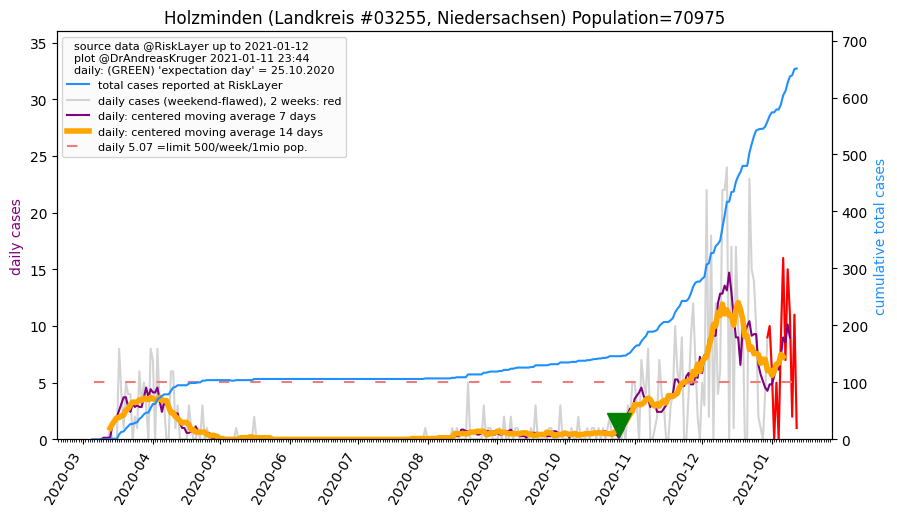 Holzminden (Landkreis #03255, Niedersachsen) Population=70975
source data @RiskLayer up to 2021-01-12
plot @DrAndreasKruger 2021-01-11 23:44
daily: (GREEN) 'expectation day' = 25.10.2020
total cases reported at RiskLayer
daily cases (weekend-flawed), 2 weeks: red
daily: centered moving average 7 days
daily: centered moving average 14 days
daily 5.07 =limit 500/week/1mio pop.
daily cases
35
30
25
20
15
10
5
0
700
600
500
400
300
200
100
0
cumulative total cases
2020-03
2020-04
2020-05
2020-06
2020-07
2020-08
2020-09
2020-10
2020-11
2020-12
2021-01